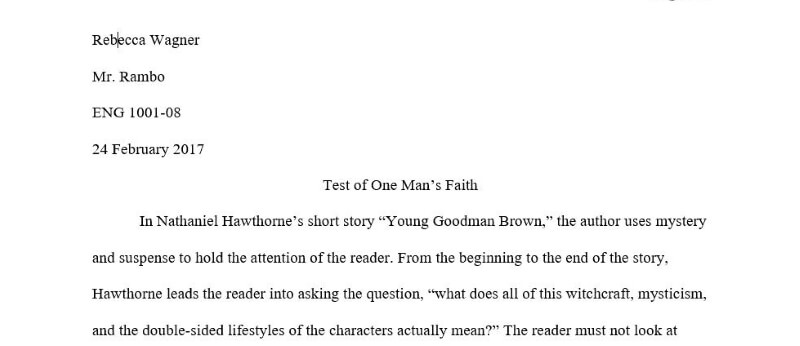 Rebecca Wagner
Mr. Rambo
ENG 1001-08
24 February 2017
Test of One Man’s Faith
In Nathaniel Hawthorne’s short story “Young Goodman Brown,” the author uses mystery
and suspense to hold the attention of the reader. From the beginning to the end of the story,
Hawthorne leads the reader into asking the question, “what does all of this witchcraft, mysticism,
and the double-sided lifestyles of the characters actually mean?” The reader must not look at